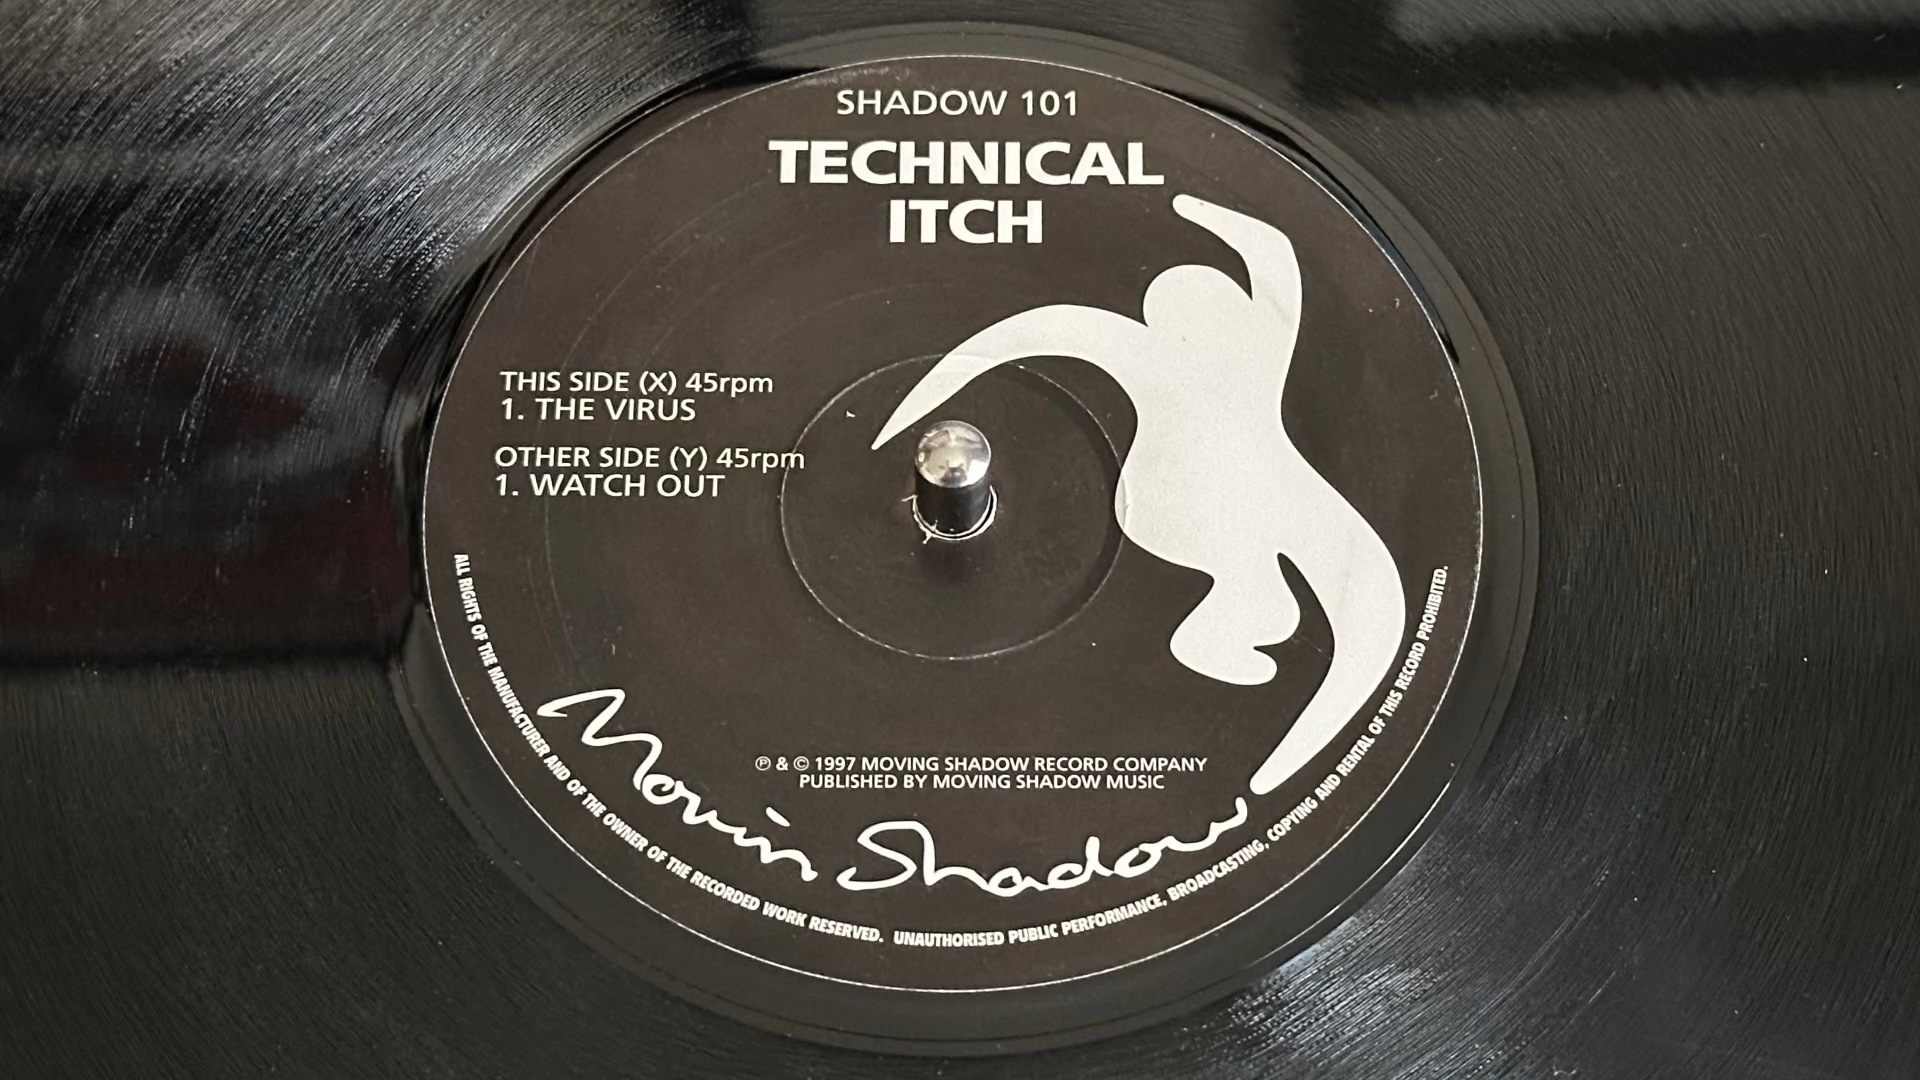 SHADOW 101
TECHNICAL
ITCH
THIS SIDE (X) 45rpm
1. THE VIRUS
OTHER SIDE (Y) 45rpm
1. WATCH OUT
℗ & © 1997 MOVING SHADOW RECORD COMPANY
PUBLISHED BY MOVING SHADOW MUSIC
Movin Shadow
ALL RIGHTS OF THE MANUFACTURER AND OF THE OWNER OF THE RECORDED WORK RESERVED. UNAUTHORISED PUBLIC PERFORMANCE, BROADCASTING, COPYING AND RENTAL OF THIS RECORD PROHIBITED.